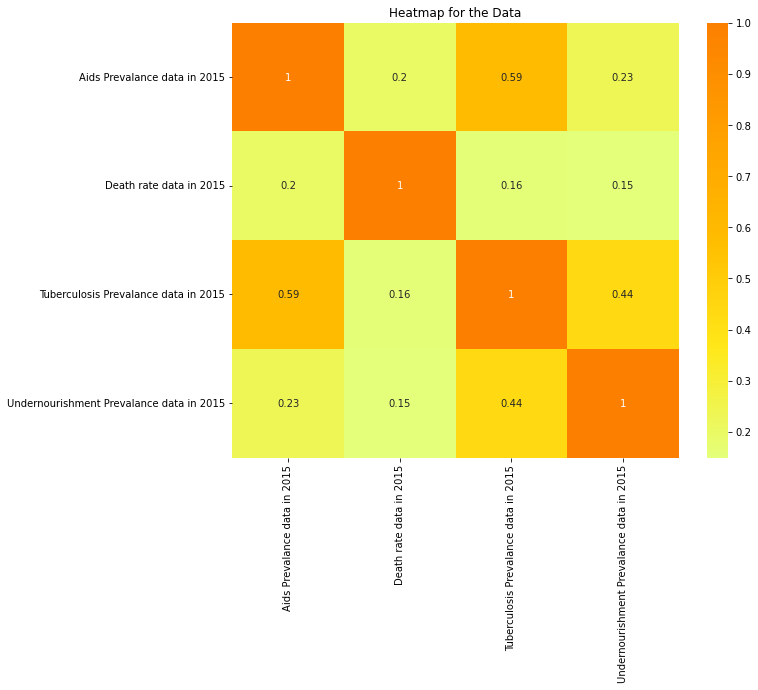 Heatmap for the Data
Aids Prevalance data in 2015
1 0.2 0.59 0.23
Death rate data in 2015
0.2 1 0.16 0.15
Tuberculosis Prevalance data in 2015
0.59 0.16 1 0.44
Undernourishment Prevalance data in 2015
0.23 0.15 0.44 1
Aids Prevalance data in 2015
Death rate data in 2015
Tuberculosis Prevalance data in 2015
Undernourishment Prevalance data in 2015
1.0
0.9
0.8
0.7
0.6
0.5
0.4
0.3
0.2